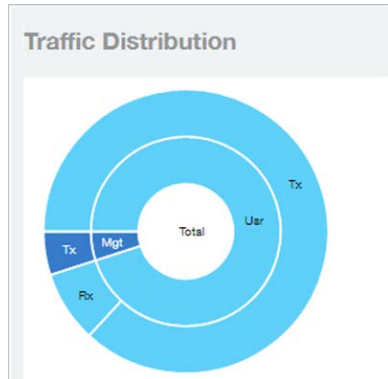 Traffic Distribution
Tx
Usr
Total
Mgt
Tx
Rx